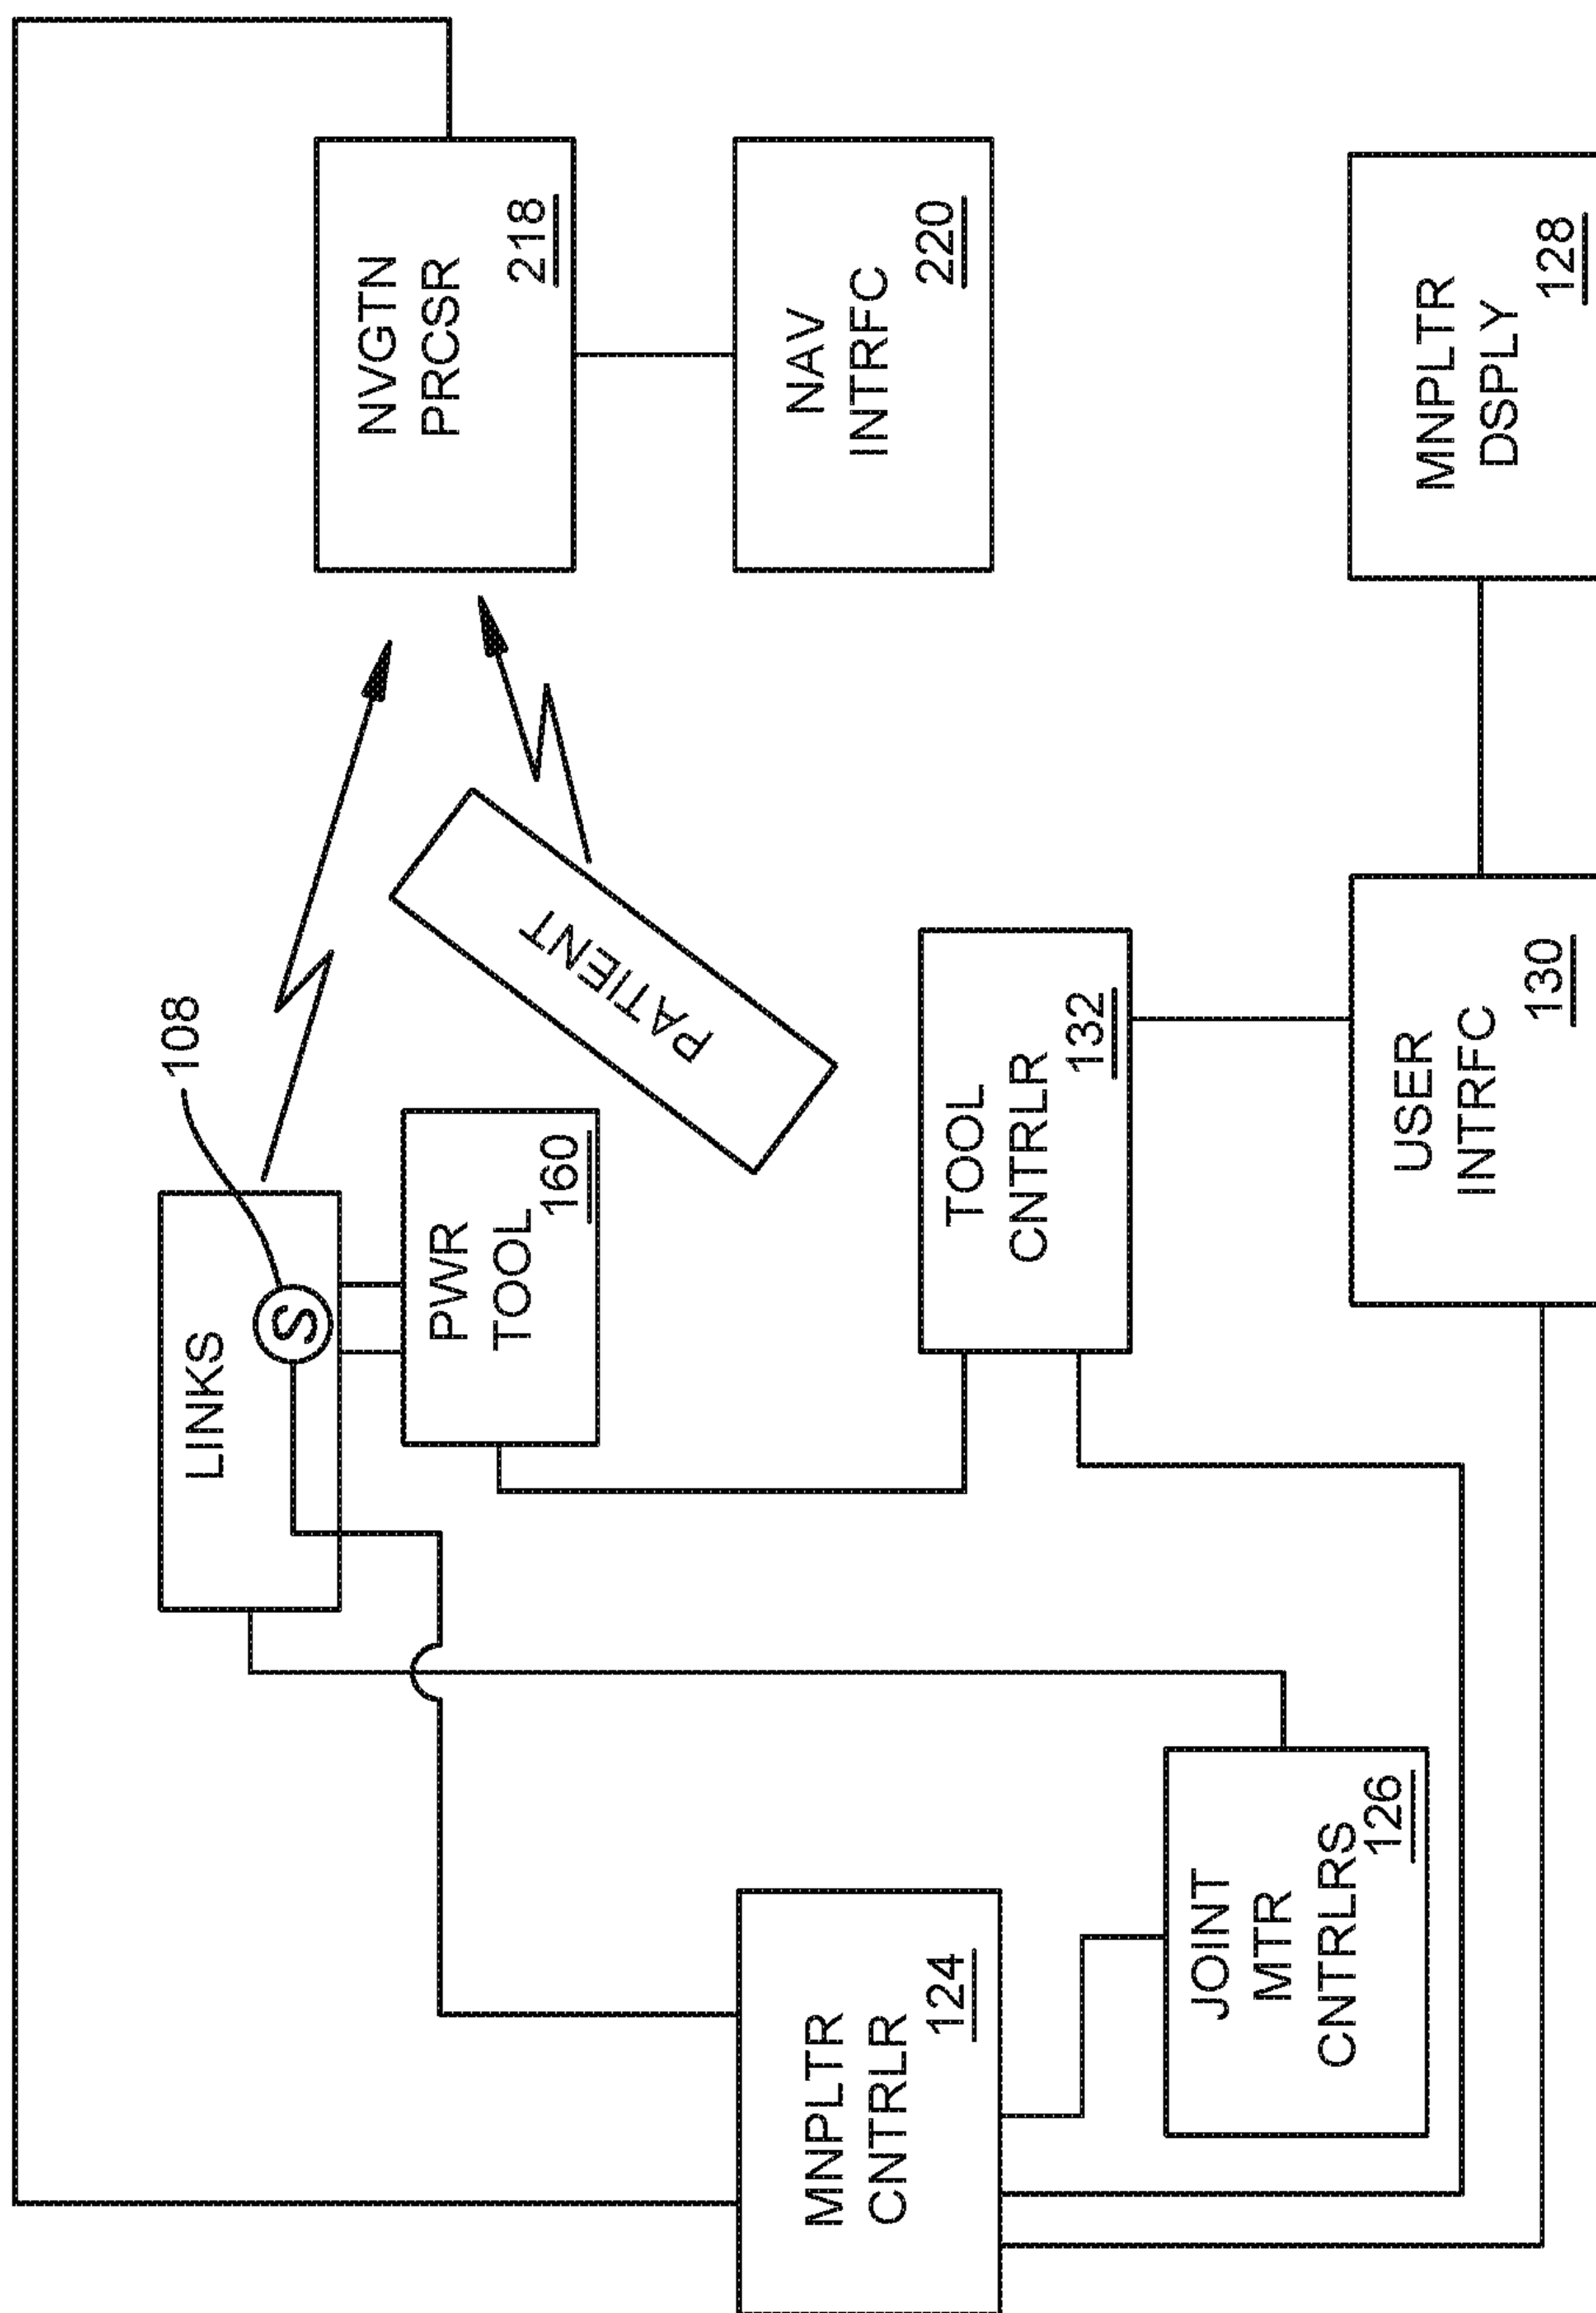 108
LINKS
S
PWR
TOOL
160
PATIENT
NVGTN
PRCSR
218
NAV
INTRFC
220
MNPLTR
CNTRLR
124
JOINT
MTR
CNTRLRS
126
TOOL
CNTRLR
132
USER
INTRFC
130
MNPLTR
DSPLY
128